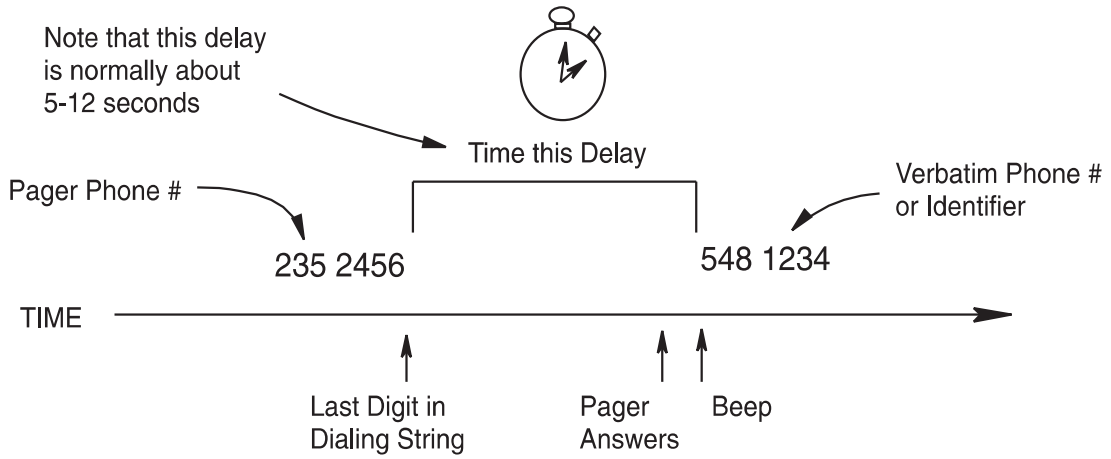 Note that this delay
is normally about
5-12 seconds
Time this Delay
Pager Phone #
Verbatim Phone #
or Identifier
235 2456
548 1234
TIME
Last Digit in
Dialing String
Pager
Answers
Beep